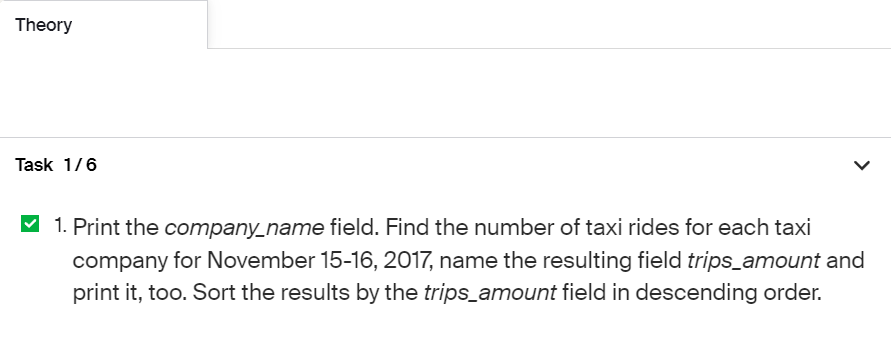 Theory
Task 1/6
1. Print the company_name field. Find the number of taxi rides for each taxi
company for November 15-16, 2017, name the resulting field trips_amount and
print it, too. Sort the results by the trips_amount field in descending order.